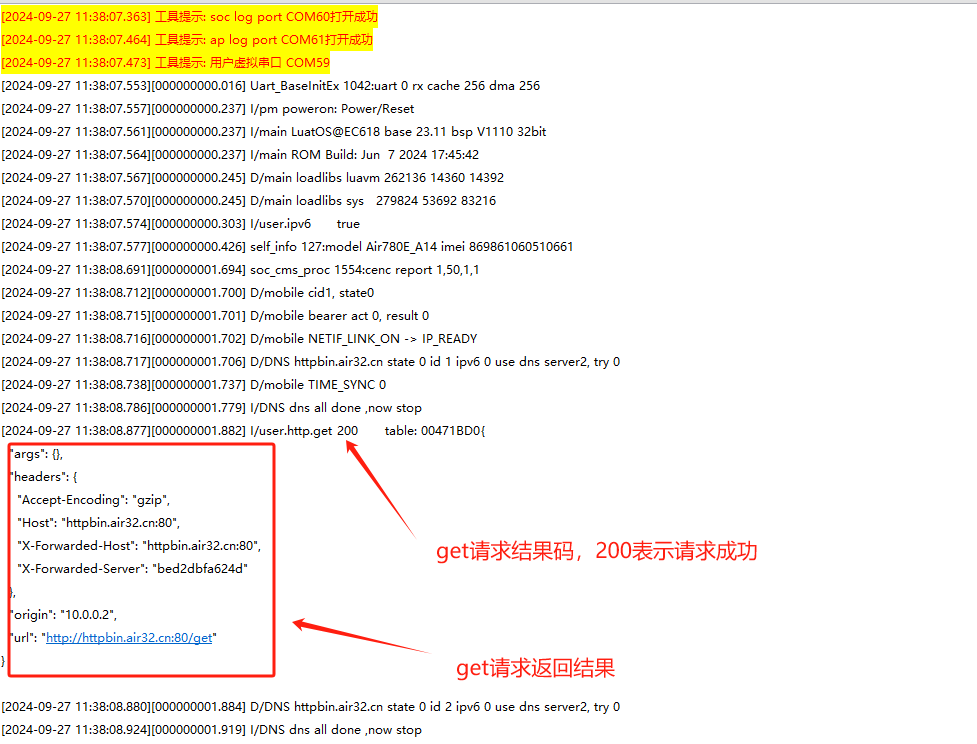 [2024-09-27 11:38:07.363] 工具提示: soc log port COM60打开成功
[2024-09-27 11:38:07.464] 工具提示: ap log port COM61打开成功
[2024-09-27 11:38:07.473] 工具提示: 用户虚拟串口 COM59
[2024-09-27 11:38:07.553][000000000.016] Uart_BaseInitEx 1042:uart 0 rx cache 256 dma 256
[2024-09-27 11:38:07.557][000000000.237] I/pm poweron: Power/Reset
[2024-09-27 11:38:07.561][000000000.237] I/main LuatOS@EC618 base 23.11 bsp V1110 32bit
[2024-09-27 11:38:07.564][000000000.237] I/main ROM Build: Jun  7 2024 17:45:42
[2024-09-27 11:38:07.567][000000000.245] D/main loadlibs luavm 262136 14360 14392
[2024-09-27 11:38:07.570][000000000.245] D/main loadlibs sys   279824 53692 83216
[2024-09-27 11:38:07.574][000000000.303] I/user.ipv6	true
[2024-09-27 11:38:07.577][000000000.426] self_info 127:model Air780E_A14 imei 869861060510661
[2024-09-27 11:38:08.691][000000001.694] soc_cms_proc 1554:cenc report 1,50,1,1
[2024-09-27 11:38:08.712][000000001.700] D/mobile cid1, state0
[2024-09-27 11:38:08.715][000000001.701] D/mobile bearer act 0, result 0
[2024-09-27 11:38:08.716][000000001.702] D/mobile NETIF_LINK_ON -> IP_READY
[2024-09-27 11:38:08.717][000000001.706] D/DNS httpbin.air32.cn state 0 id 1 ipv6 0 use dns server2, try 0
[2024-09-27 11:38:08.738][000000001.737] D/mobile TIME_SYNC 0
[2024-09-27 11:38:08.786][000000001.779] I/DNS dns all done ,now stop
[2024-09-27 11:38:08.877][000000001.882] I/user.http.get 200	table: 00471BD0{
"args": {},
"headers": {
"Accept-Encoding": "gzip",
"Host": "httpbin.air32.cn:80",
"X-Forwarded-Host": "httpbin.air32.cn:80",
"X-Forwarded-Server": "bed2dbfa624d"
},
"origin": "10.0.0.2",
"url": "http://httpbin.air32.cn:80/get"
}
get请求结果码，200表示请求成功
get请求返回结果
[2024-09-27 11:38:08.880][000000001.884] D/DNS httpbin.air32.cn state 0 id 2 ipv6 0 use dns server2, try 0
[2024-09-27 11:38:08.924][000000001.919] I/DNS dns all done ,now stop